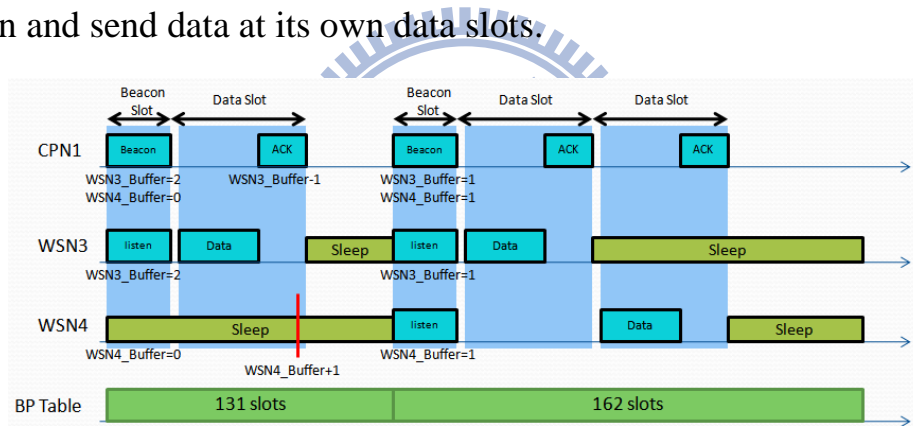 n and send data at its own data slots.
Beacon Slot
Data Slot
Beacon Slot
Data Slot
Data Slot
CPN1
Beacon
ACK
Beacon
ACK
ACK
WSN3_Buffer=2
WSN4_Buffer=0
WSN3_Buffer-1
WSN3_Buffer=1
WSN4_Buffer=1
WSN3
listen
Data
Sleep
listen
Data
Sleep
WSN3_Buffer=2
WSN3_Buffer=1
WSN4
Sleep
listen
Data
Sleep
WSN4_Buffer=0
WSN4_Buffer+1
WSN4_Buffer=1
BP Table
131 slots
162 slots